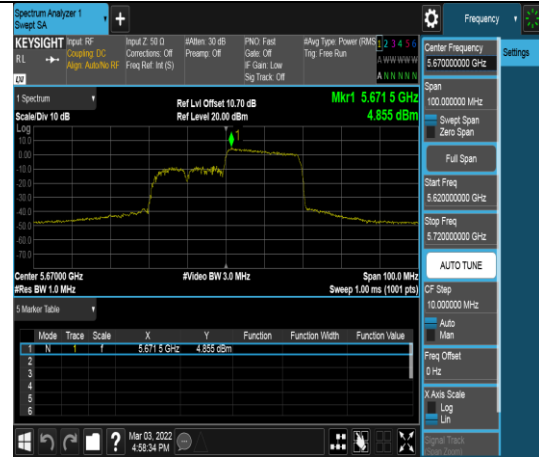 Spectrum Analyzer 1
Swept SA
+
Frequency
KEYSIGHT
RL
Input: RF
Coupling: DC
Align: Auto/No RF
Input Z: 50 Ω
Corrections: Off
Freq Ref: Int (S)
#Atten: 30 dB
Preamp: Off
PNO: Fast
Gate: Off
IF Gain: Low
Sig Track: Off
#Avg Type: Power (RMS
Trig: Free Run
1 2 3 4 5 6
A W W W W W
A N N N N N
LXI
1 Spectrum
Scale/Div 10 dB
Ref Lvl Offset 10.70 dB
Ref Level 20.00 dBm
Mkr1 5.671 5 GHz
4.855 dBm
Log
10.0
0.00
-10.0
-20.0
-30.0
-40.0
-50.0
-60.0
-70.0
1
Center 5.67000 GHz
#Res BW 1.0 MHz
#Video BW 3.0 MHz
Span 100.0 MHz
Sweep 1.00 ms (1001 pts)
5 Marker Table
Mode Trace Scale X Y Function Function Width Function Value
1 N 1 f 5.671 5 GHz 4.855 dBm
2
3
4
5
6
Mar 03, 2022
4:58:34 PM
Center Frequency
5.670000000 GHz
Span
100.000000 MHz
Swept Span
Zero Span
Full Span
Start Freq
5.620000000 GHz
Stop Freq
5.720000000 GHz
AUTO TUNE
CF Step
10.000000 MHz
Auto
Man
Freq Offset
0 Hz
X Axis Scale
Log
Lin
Signal Track
(Span Zoom)
Settings